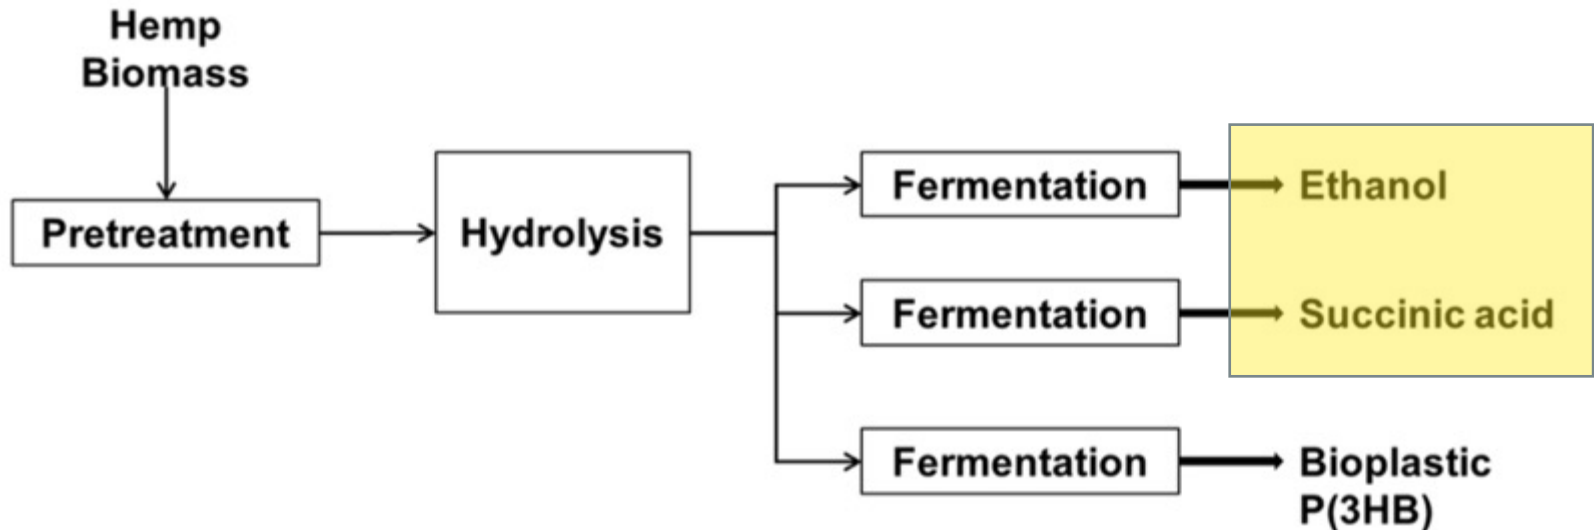 Hemp
Biomass
Pretreatment
Hydrolysis
Fermentation
Ethanol
Fermentation
Succinic acid
Fermentation
Bioplastic
P(3HB)